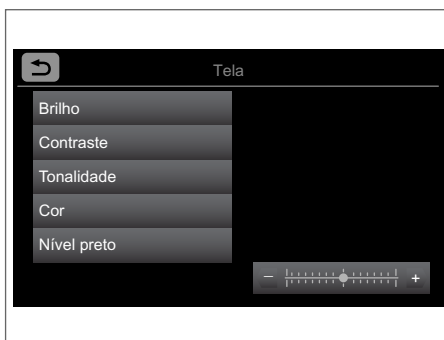 Tela
Brilho
Contraste
Tonalidade
Cor
Nível preto
− +